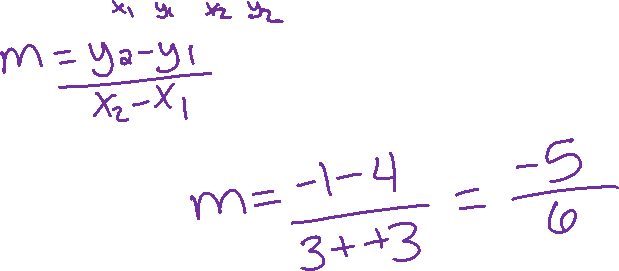 x₁ y₁ x₂ y₂
m = y₂-y₁
x₂-x₁
m = -1-4 = -5
3++3 6